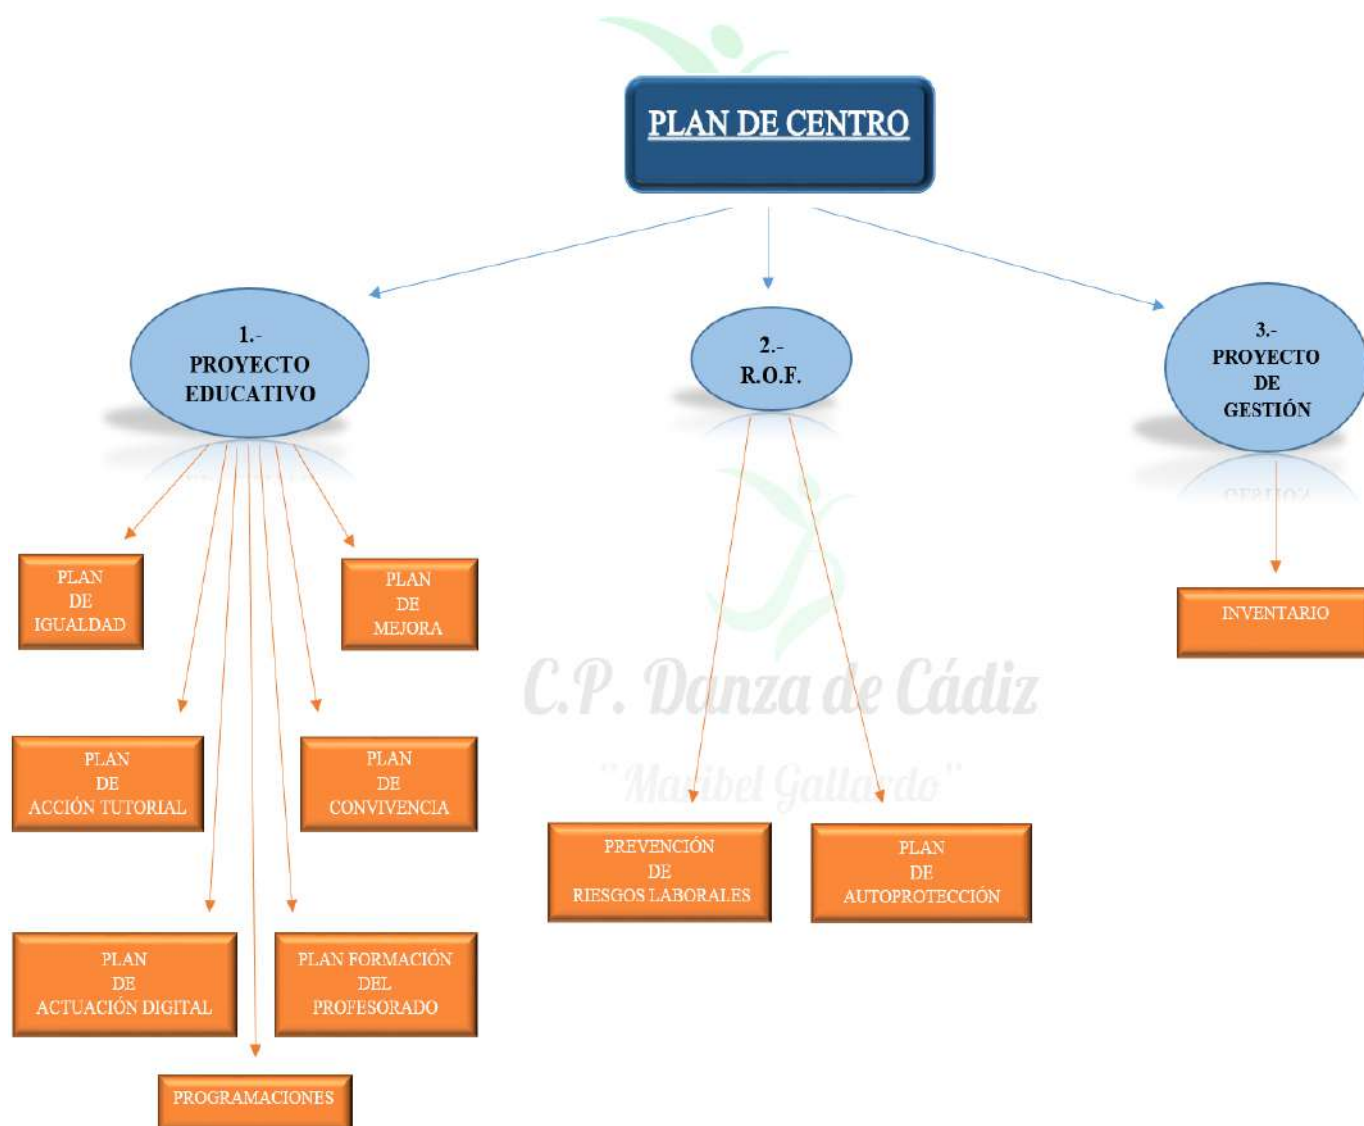 PLAN DE CENTRO
1.-
PROYECTO
EDUCATIVO
2.-
R.O.F.
3.-
PROYECTO
DE
GESTIÓN
GESTIÓN
PLAN
DE
IGUALDAD
PLAN
DE
MEJORA
INVENTARIO
C.P. Danza de Cádiz
"Maribel Gallardo"
PLAN
DE
ACCIÓN TUTORIAL
PLAN
DE
CONVIVENCIA
PREVENCIÓN
DE
RIESGOS LABORALES
PLAN
DE
AUTOPROTECCIÓN
PLAN
DE
ACTUACIÓN DIGITAL
PLAN FORMACIÓN
DEL
PROFESORADO
PROGRAMACIONES